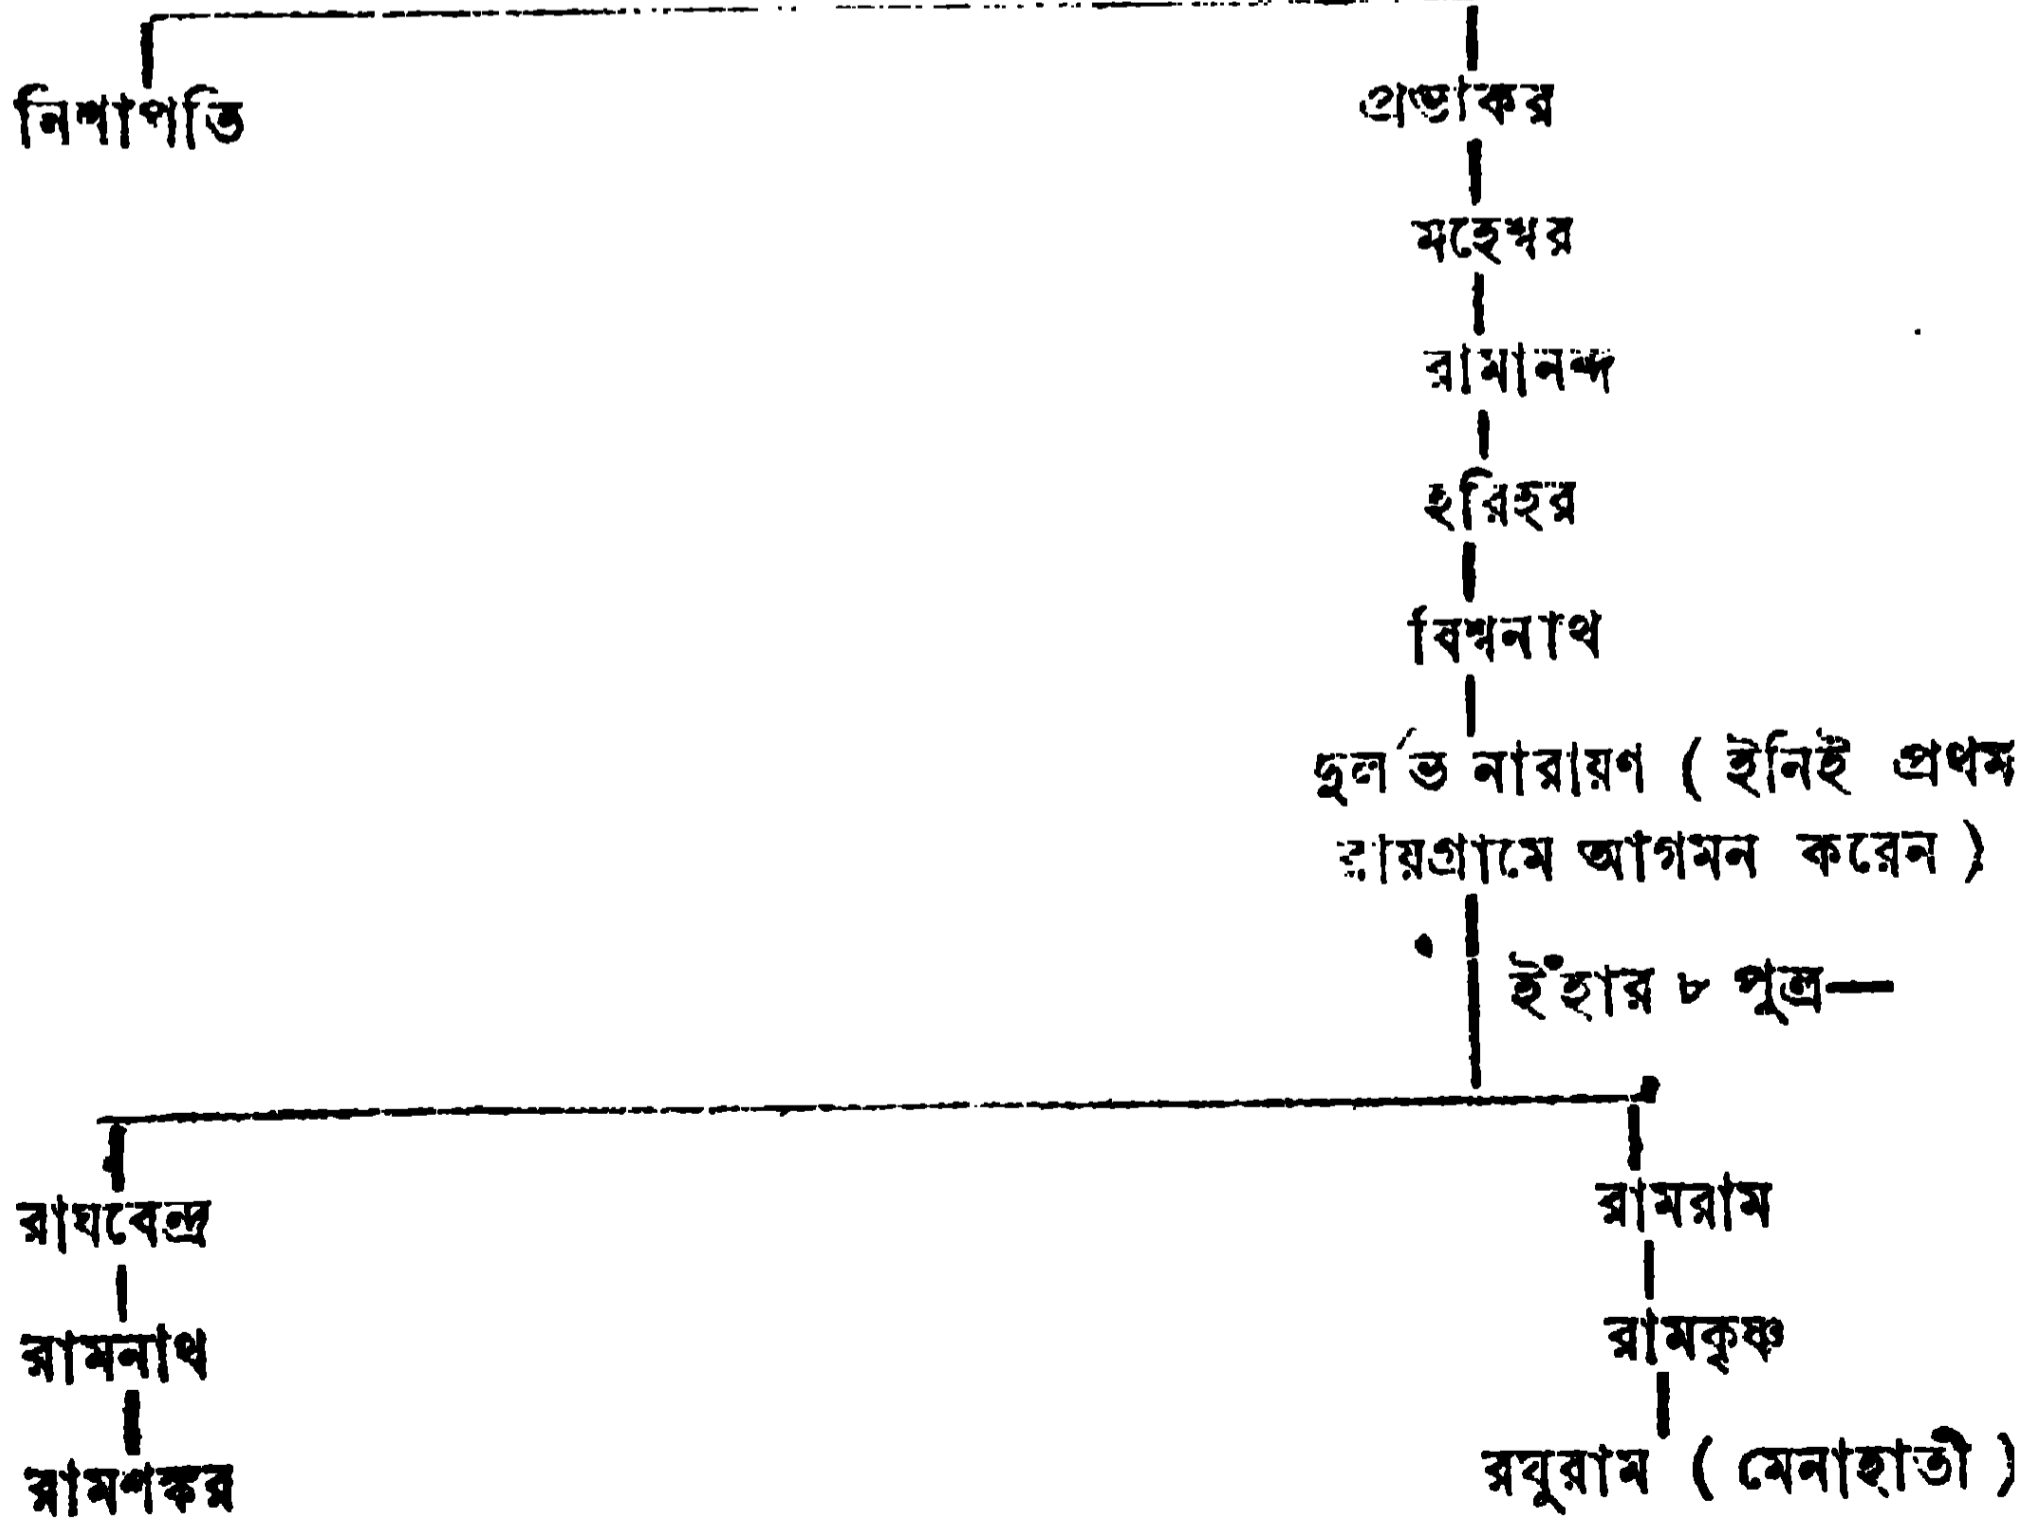 নিশাপতি প্রভাকর
মহেশ্বর
রামানন্দ
হরিহর
বিশ্বনাথ
দুর্লভ নারায়ণ ( ইনিই প্রথম
রায়গ্রামে আগমন করেন )
ইঁহার ৮ পুত্র—
রাঘবেন্দ্র রামরাম
রামনাথ রামকৃষ্ণ
রামশঙ্কর রঘুরাম ( মেনাহাতী )